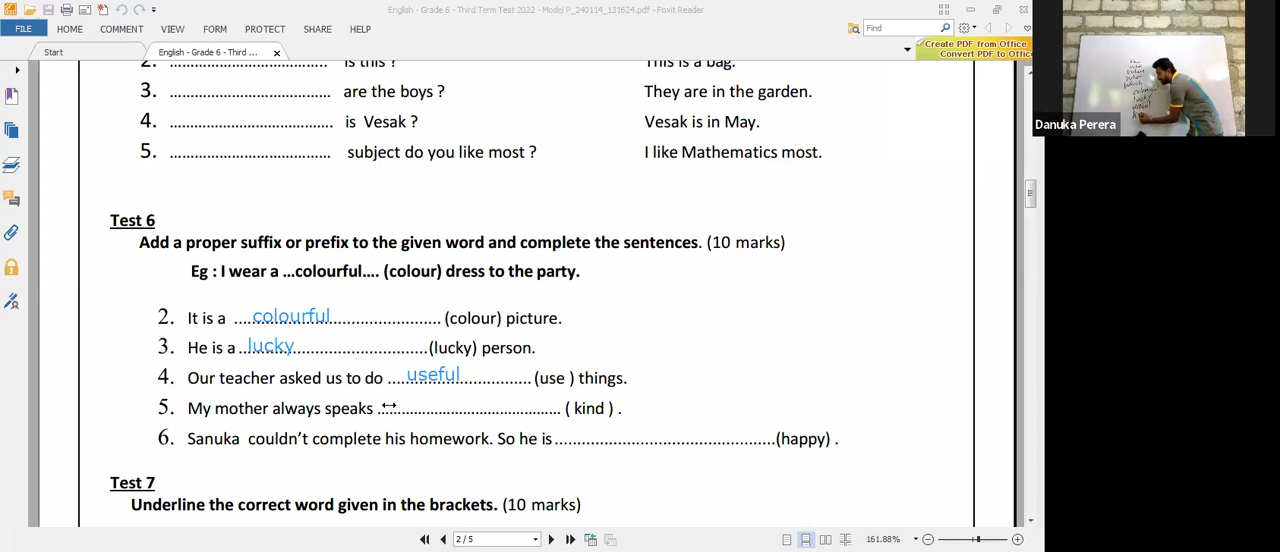 English - Grade 6 - Third Term Test 2022 - Model P_240114_131624.pdf - Foxit Reader
FILE HOME COMMENT VIEW FORM PROTECT SHARE HELP
Find
Start English - Grade 6 - Third ...
Create PDF from Office
Convert PDF to Offic
2. .......................................... is this ? This is a bag.
3. .......................................... are the boys ? They are in the garden.
4. .......................................... is Vesak ? Vesak is in May.
5. .......................................... subject do you like most ? I like Mathematics most.
Test 6
Add a proper suffix or prefix to the given word and complete the sentences. (10 marks)
Eg : I wear a ...colourful.... (colour) dress to the party.
2. It is a ...colourful............................ (colour) picture.
3. He is a ..lucky.................................. (lucky) person.
4. Our teacher asked us to do ....useful.................. (use ) things.
5. My mother always speaks ................................................ ( kind ) .
6. Sanuka couldn't complete his homework. So he is........................................................(happy) .
Test 7
Underline the correct word given in the brackets. (10 marks)
2 / 5
161.88%
Danuka Perera